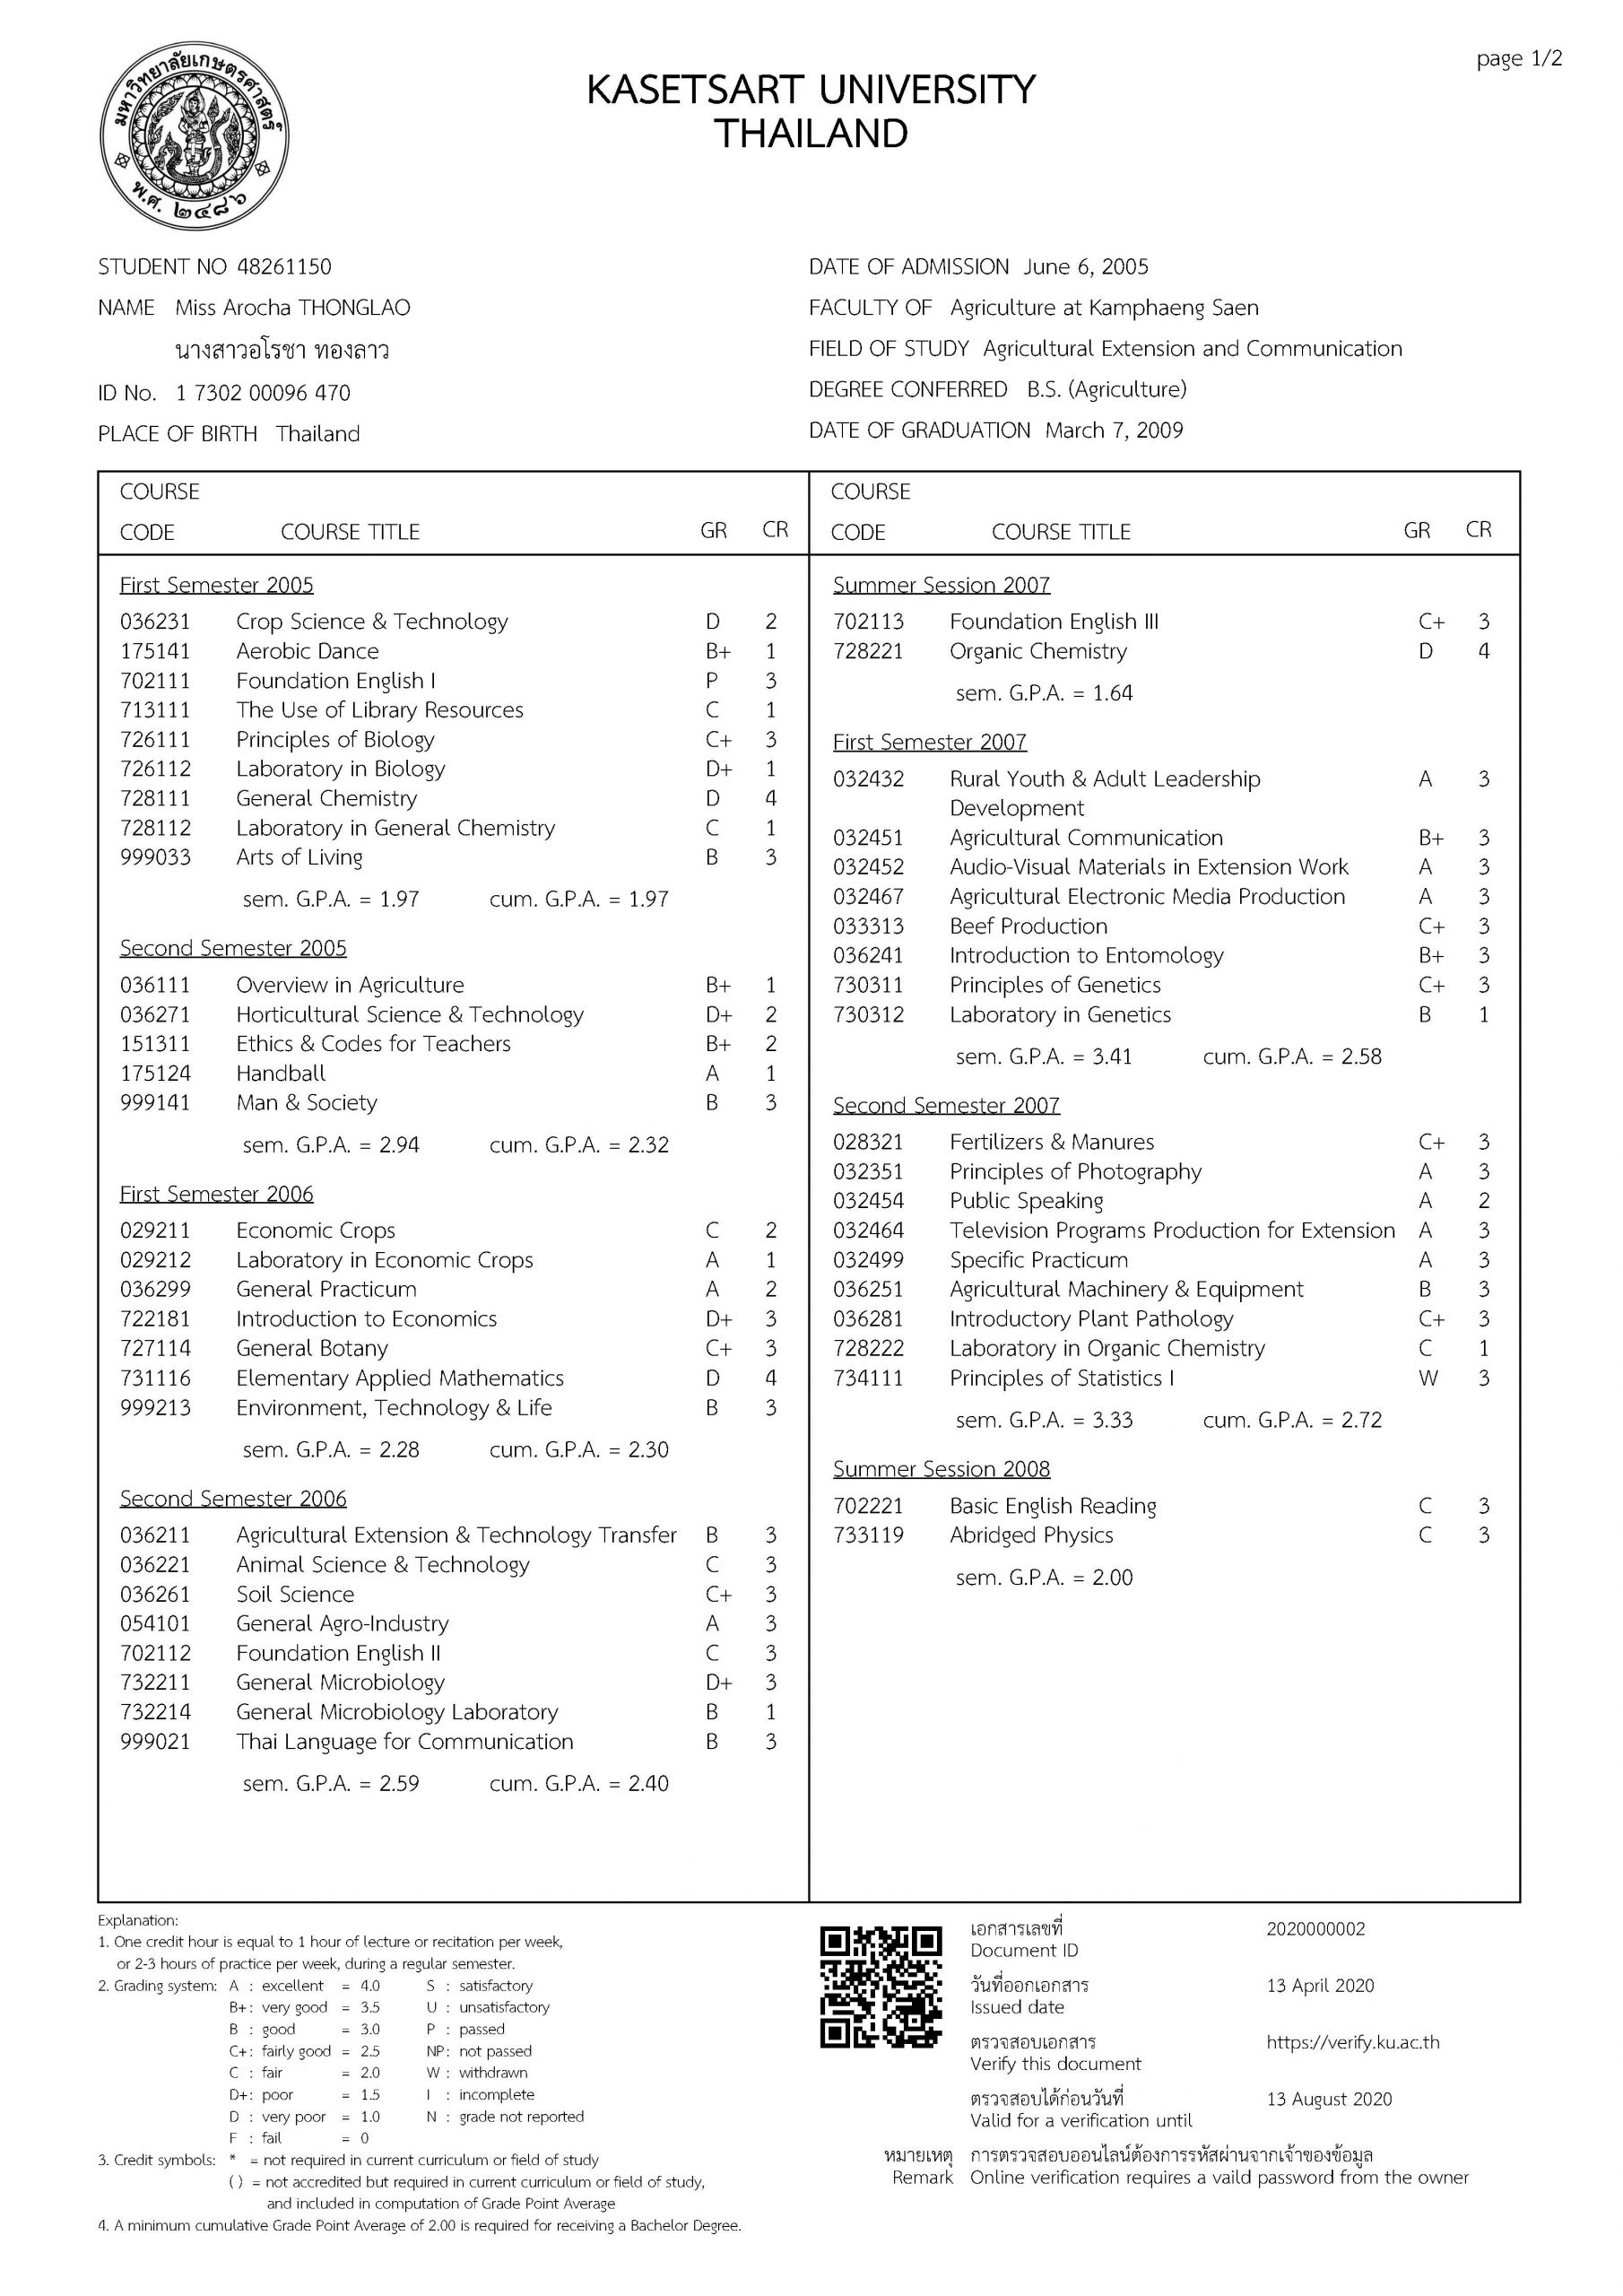 page 1/2
มหาวิทยาลัยเกษตรศาสตร์
พ.ศ. ๒๔๘๖
KASETSART UNIVERSITY
THAILAND
STUDENT NO 48261150
NAME Miss Arocha THONGLAO
นางสาวอโรชา ทองลาว
ID No. 1 7302 00096 470
PLACE OF BIRTH Thailand
DATE OF ADMISSION June 6, 2005
FACULTY OF Agriculture at Kamphaeng Saen
FIELD OF STUDY Agricultural Extension and Communication
DEGREE CONFERRED B.S. (Agriculture)
DATE OF GRADUATION March 7, 2009
COURSE
CODE COURSE TITLE GR CR
First Semester 2005
036231 Crop Science & Technology D 2
175141 Aerobic Dance B+ 1
702111 Foundation English I P 3
713111 The Use of Library Resources C 1
726111 Principles of Biology C+ 3
726112 Laboratory in Biology D+ 1
728111 General Chemistry D 4
728112 Laboratory in General Chemistry C 1
999033 Arts of Living B 3
sem. G.P.A. = 1.97 cum. G.P.A. = 1.97
Second Semester 2005
036111 Overview in Agriculture B+ 1
036271 Horticultural Science & Technology D+ 2
151311 Ethics & Codes for Teachers B+ 2
175124 Handball A 1
999141 Man & Society B 3
sem. G.P.A. = 2.94 cum. G.P.A. = 2.32
First Semester 2006
029211 Economic Crops C 2
029212 Laboratory in Economic Crops A 1
036299 General Practicum A 2
722181 Introduction to Economics D+ 3
727114 General Botany C+ 3
731116 Elementary Applied Mathematics D 4
999213 Environment, Technology & Life B 3
sem. G.P.A. = 2.28 cum. G.P.A. = 2.30
Second Semester 2006
036211 Agricultural Extension & Technology Transfer B 3
036221 Animal Science & Technology C 3
036261 Soil Science C+ 3
054101 General Agro-Industry A 3
702112 Foundation English II C 3
732211 General Microbiology D+ 3
732214 General Microbiology Laboratory B 1
999021 Thai Language for Communication B 3
sem. G.P.A. = 2.59 cum. G.P.A. = 2.40
COURSE
CODE COURSE TITLE GR CR
Summer Session 2007
702113 Foundation English III C+ 3
728221 Organic Chemistry D 4
sem. G.P.A. = 1.64
First Semester 2007
032432 Rural Youth & Adult Leadership A 3
Development
032451 Agricultural Communication B+ 3
032452 Audio-Visual Materials in Extension Work A 3
032467 Agricultural Electronic Media Production A 3
033313 Beef Production C+ 3
036241 Introduction to Entomology B+ 3
730311 Principles of Genetics C+ 3
730312 Laboratory in Genetics B 1
sem. G.P.A. = 3.41 cum. G.P.A. = 2.58
Second Semester 2007
028321 Fertilizers & Manures C+ 3
032351 Principles of Photography A 3
032454 Public Speaking A 2
032464 Television Programs Production for Extension A 3
032499 Specific Practicum A 3
036251 Agricultural Machinery & Equipment B 3
036281 Introductory Plant Pathology C+ 3
728222 Laboratory in Organic Chemistry C 1
734111 Principles of Statistics I W 3
sem. G.P.A. = 3.33 cum. G.P.A. = 2.72
Summer Session 2008
702221 Basic English Reading C 3
733119 Abridged Physics C 3
sem. G.P.A. = 2.00
Explanation:
1. One credit hour is equal to 1 hour of lecture or recitation per week,
or 2-3 hours of practice per week, during a regular semester.
2. Grading system: A : excellent = 4.0 S : satisfactory
B+: very good = 3.5 U : unsatisfactory
B : good = 3.0 P : passed
C+: fairly good = 2.5 NP: not passed
C : fair = 2.0 W : withdrawn
D+: poor = 1.5 I : incomplete
D : very poor = 1.0 N : grade not reported
F : fail = 0
3. Credit symbols: * = not required in current curriculum or field of study
( ) = not accredited but required in current curriculum or field of study,
and included in computation of Grade Point Average
4. A minimum cumulative Grade Point Average of 2.00 is required for receiving a Bachelor Degree.
เอกสารเลขที่ 2020000002
Document ID
วันที่ออกเอกสาร 13 April 2020
Issued date
ตรวจสอบเอกสาร https://verify.ku.ac.th
Verify this document
ตรวจสอบได้ก่อนวันที่ 13 August 2020
Valid for a verification until
หมายเหตุ การตรวจสอบออนไลน์ต้องการรหัสผ่านจากเจ้าของข้อมูล
Remark Online verification requires a vaild password from the owner